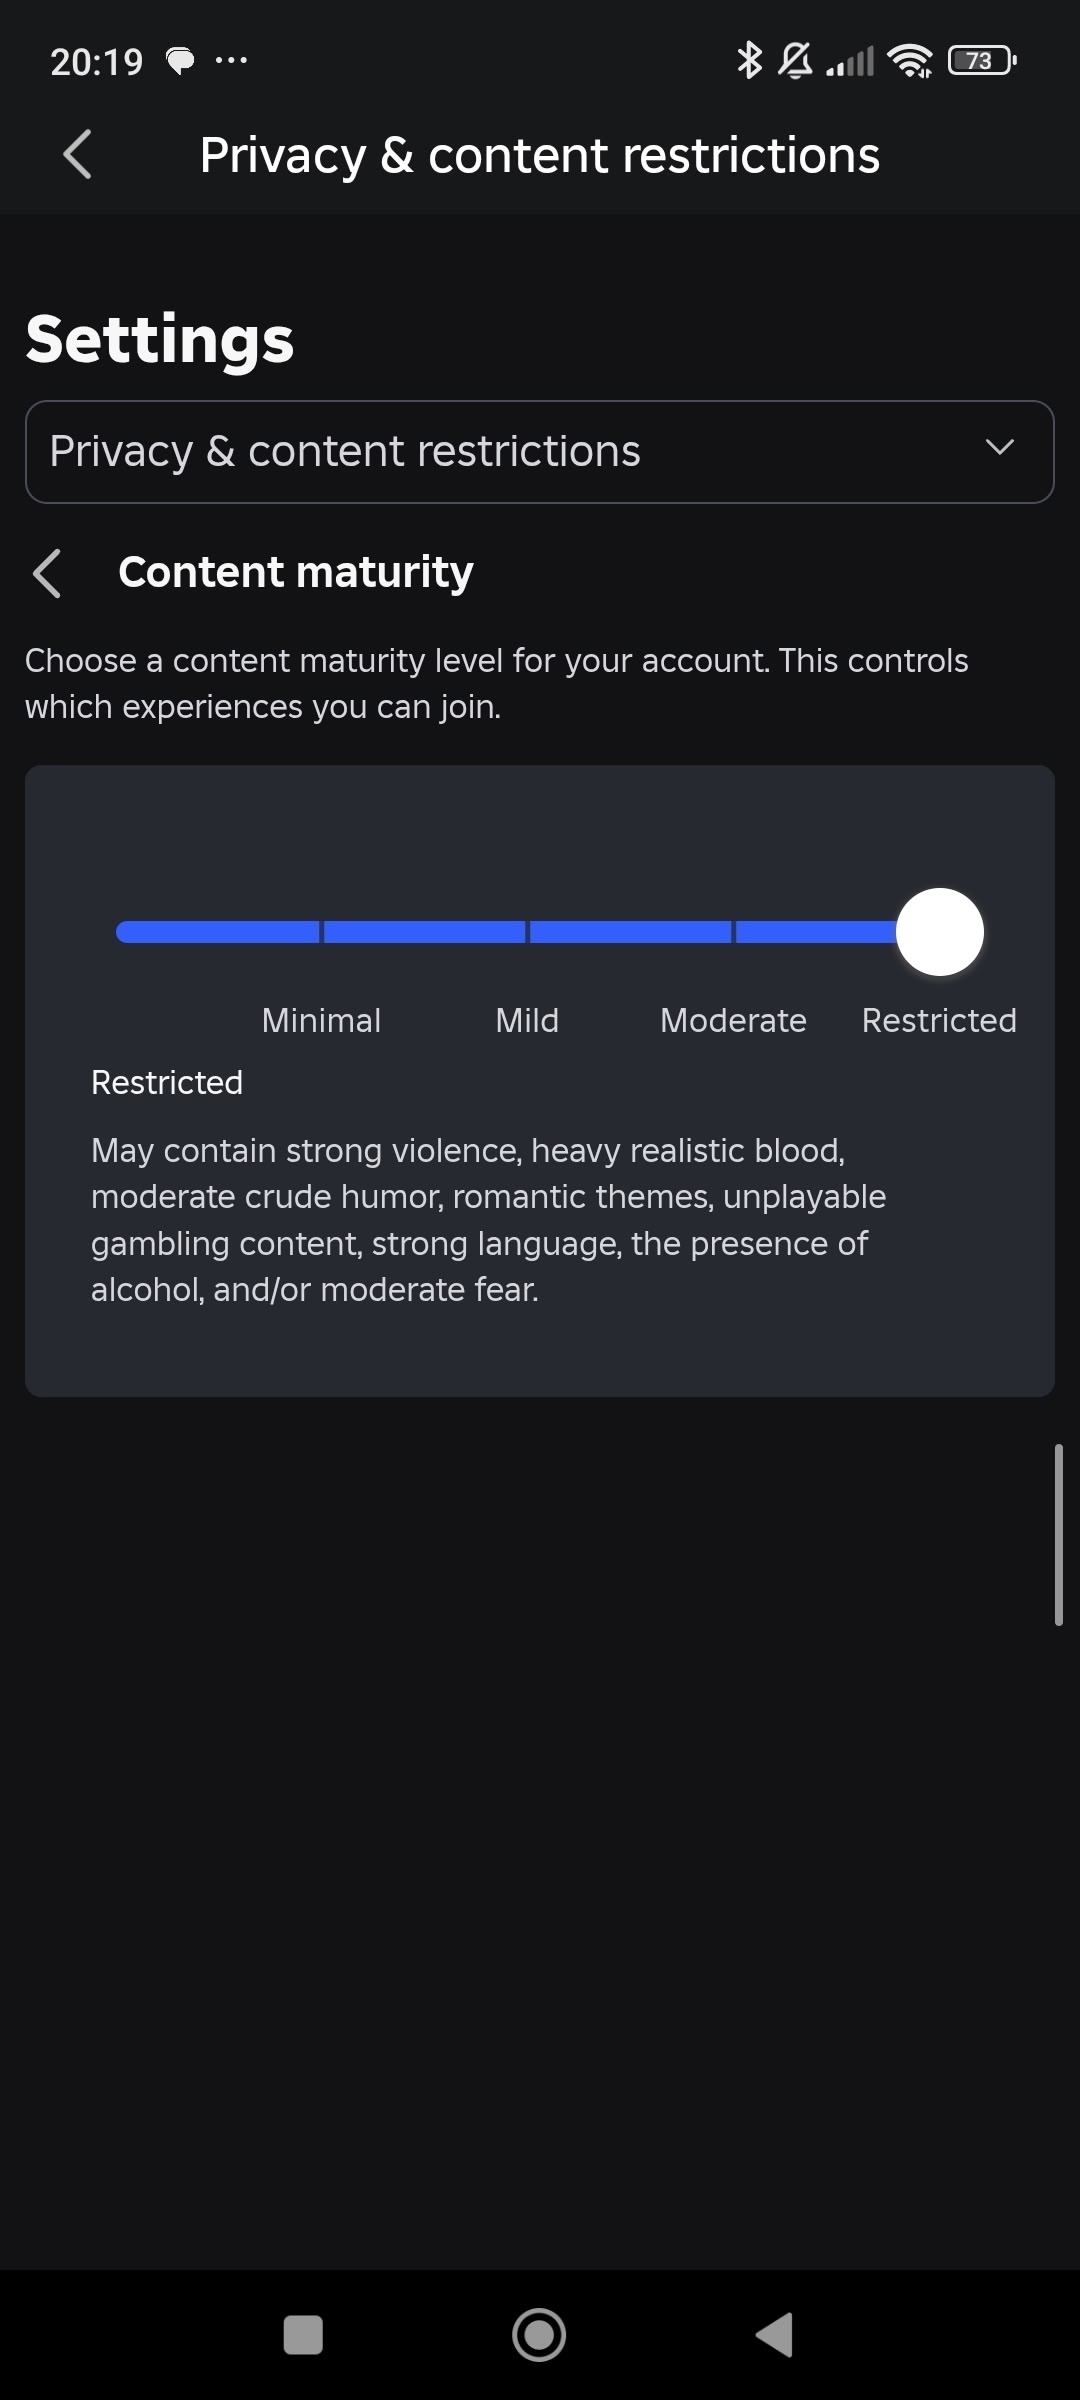 20:19
73
Privacy & content restrictions
Settings
Privacy & content restrictions
Content maturity
Choose a content maturity level for your account. This controls
which experiences you can join.
Minimal Mild Moderate Restricted
Restricted
May contain strong violence, heavy realistic blood,
moderate crude humor, romantic themes, unplayable
gambling content, strong language, the presence of
alcohol, and/or moderate fear.